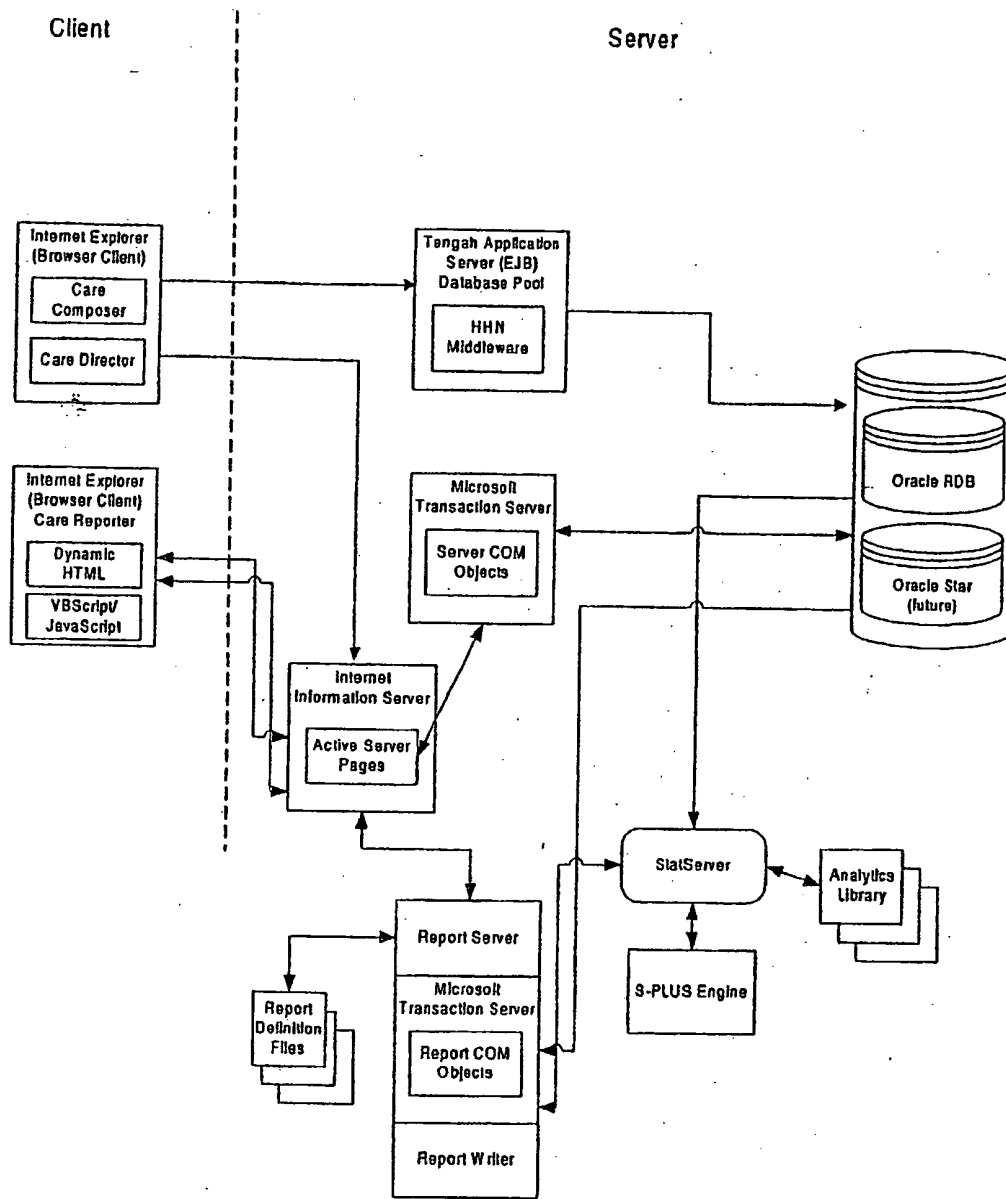 Client
Server
Internet Explorer
(Browser Client)
Care
Composer
Care Director
Tengah Application
Server (EJB)
Database Pool
HHN
Middleware
Oracle RDB
Oracle Star
(future)
Internet Explorer
(Browser Client)
Care Reporter
Dynamic
HTML
VBScript/
JavaScript
Microsoft
Transaction Server
Server COM
Objects
Internet
Information Server
Active Server
Pages
StatServer
Analytics
Library
S-PLUS Engine
Report Server
Microsoft
Transaction Server
Report COM
Objects
Report Writer
Report
Definition
Files